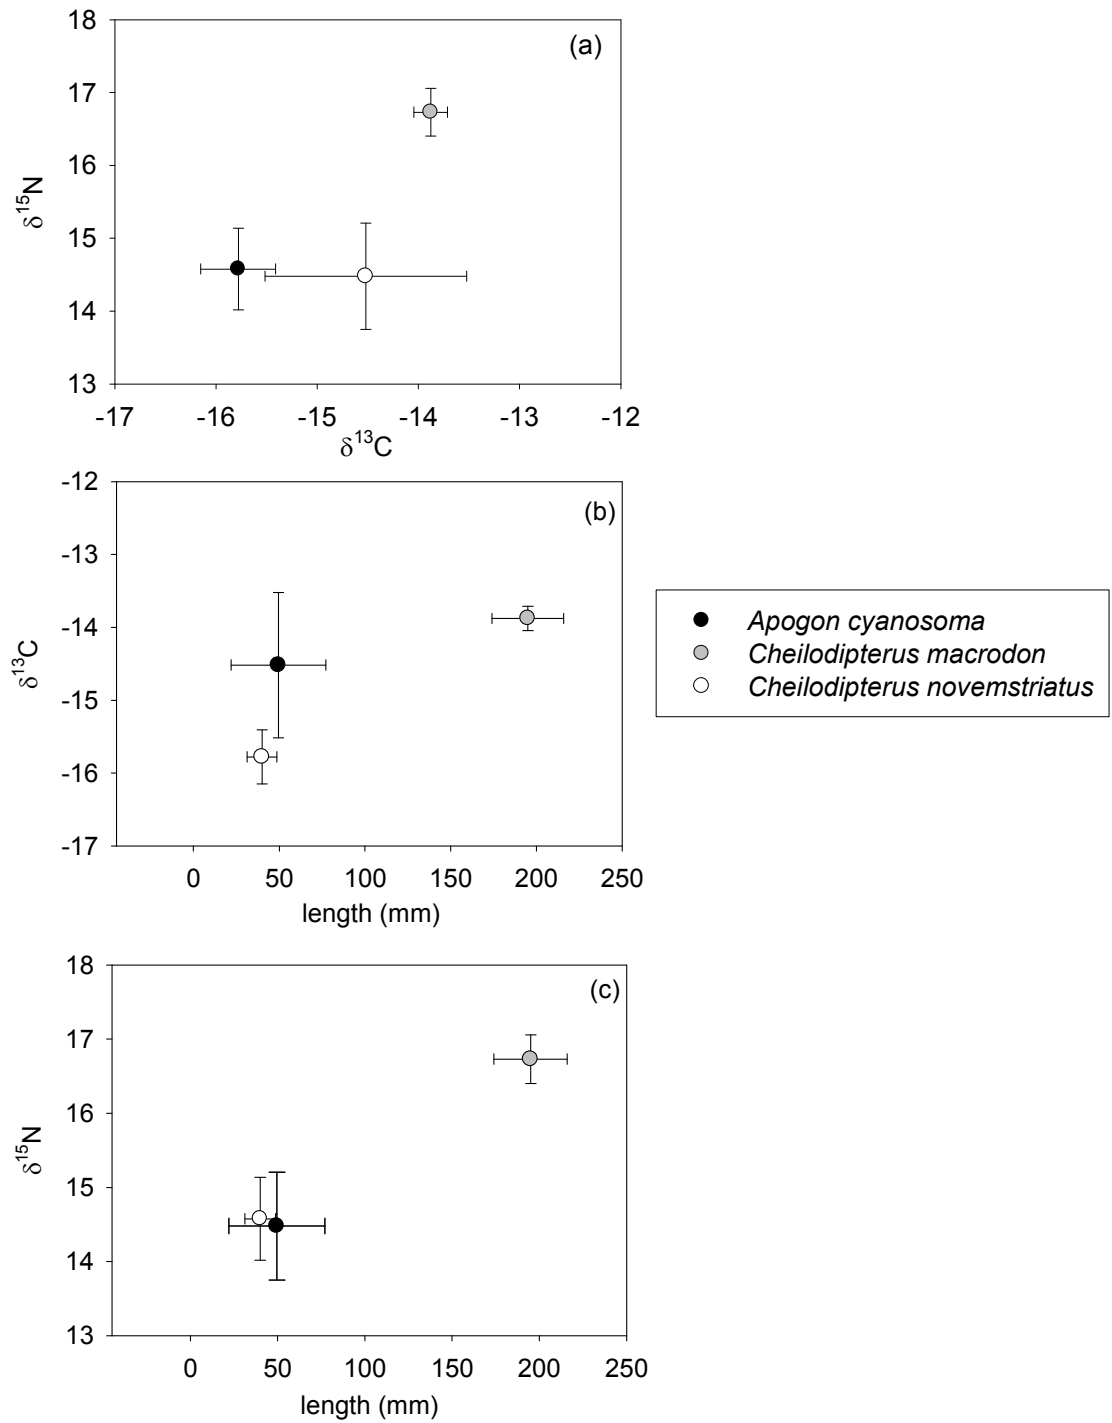 18
(a)
17
16
δ¹⁵N
15
14
13
-17 -16 -15 -14 -13 -12
δ¹³C
-12
(b)
-13
-14
δ¹³C
-15
-16
-17
0 50 100 150 200 250
length (mm)
Apogon cyanosoma
Cheilodipterus macrodon
Cheilodipterus novemstriatus
18
(c)
17
16
δ¹⁵N
15
14
13
0 50 100 150 200 250
length (mm)